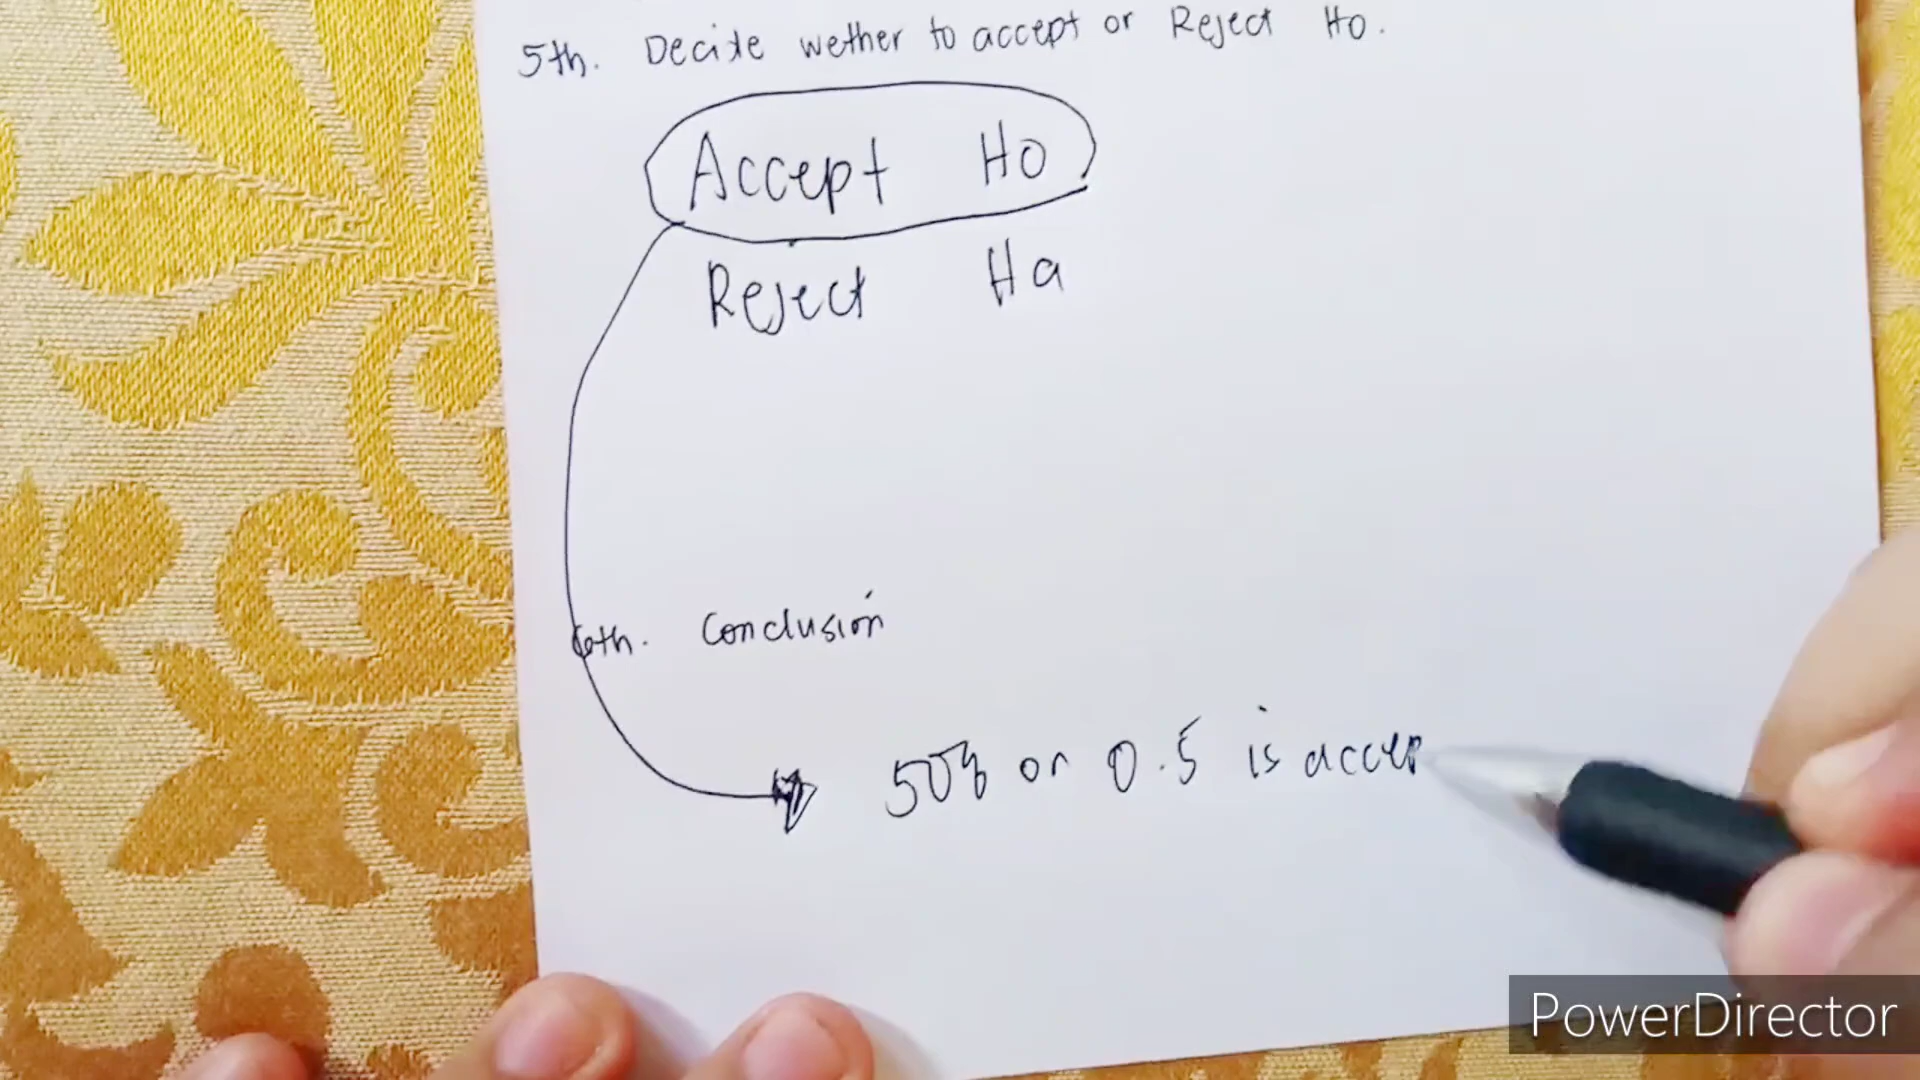 5th. Decide wether to accept or Reject Ho.
Accept Ho
Reject Ha
6th. Conclusion
50% or 0.5 is accep
PowerDirector